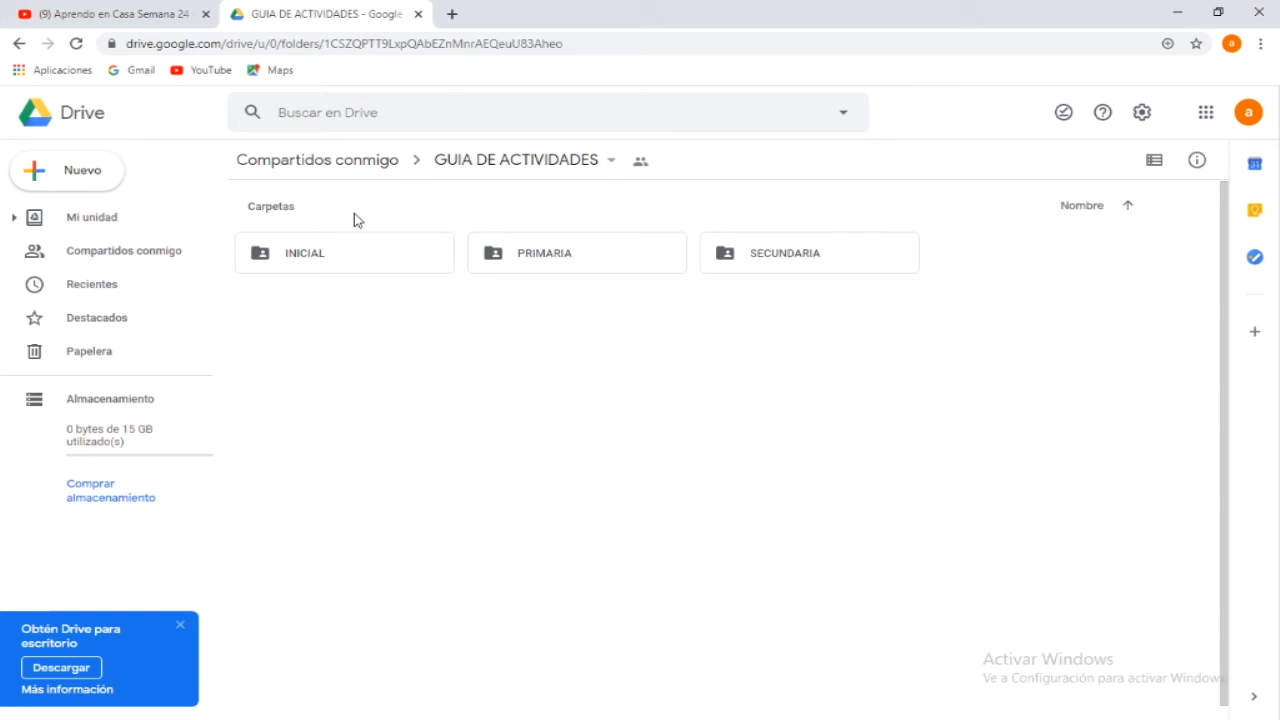 (9) Aprendo en Casa Semana 24
GUIA DE ACTIVIDADES - Google
drive.google.com/drive/u/0/folders/1CSZQPTT9LxpQAbEZnMnrAEQeuU83Aheo
a
Aplicaciones
Gmail
YouTube
Maps
Drive
Buscar en Drive
a
Nuevo
Compartidos conmigo > GUIA DE ACTIVIDADES
Carpetas
Nombre
INICIAL
PRIMARIA
SECUNDARIA
Mi unidad
Compartidos conmigo
Recientes
Destacados
Papelera
Almacenamiento
0 bytes de 15 GB
utilizado(s)
Comprar
almacenamiento
Obtén Drive para
escritorio
Descargar
Más información
31
Activar Windows
Ve a Configuración para activar Windows